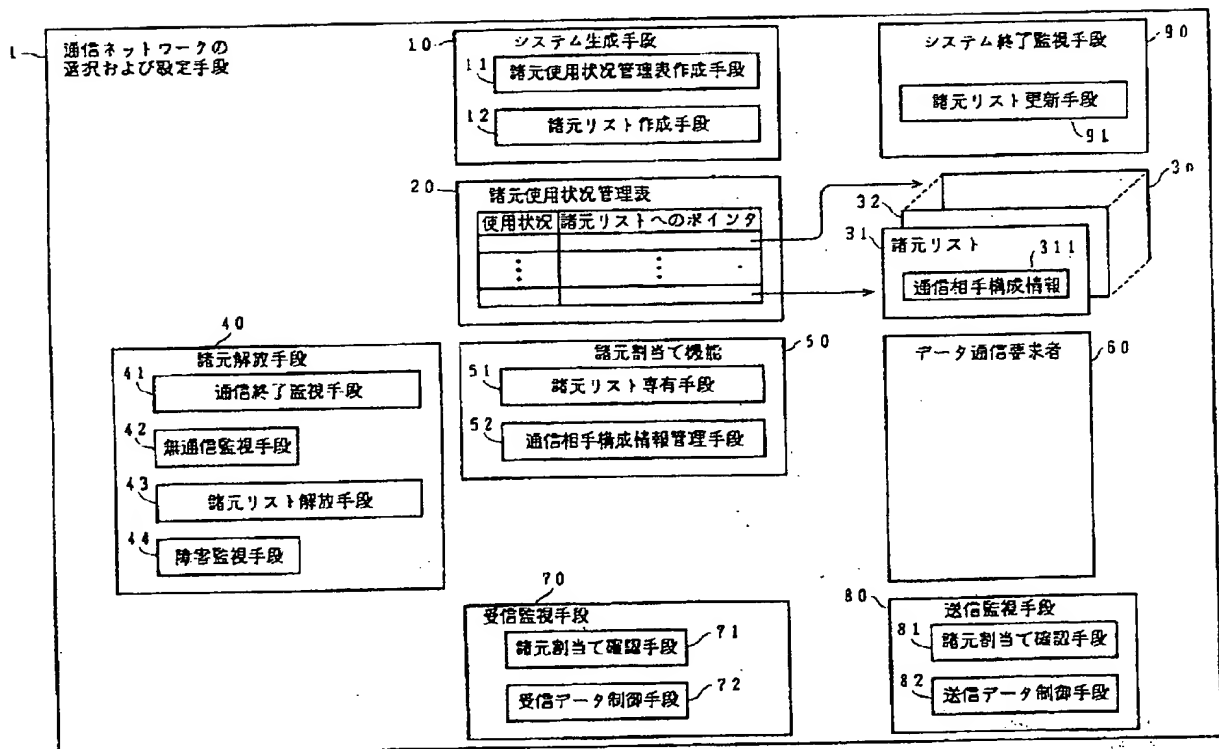 1
通信ネットワークの
選択および設定手段
10
システム生成手段
11
諸元使用状況管理表作成手段
12
諸元リスト作成手段
システム終了監視手段
90
諸元リスト更新手段
91
20
諸元使用状況管理表
使用状況
諸元リストへのポインタ
3n
32
31
諸元リスト
311
通信相手構成情報
40
諸元解放手段
41
通信終了監視手段
42
無通信監視手段
43
諸元リスト解放手段
44
障害監視手段
諸元割当て機能
50
51
諸元リスト専有手段
52
通信相手構成情報管理手段
データ通信要求者
60
70
受信監視手段
諸元割当て確認手段
71
受信データ制御手段
72
80
送信監視手段
81
諸元割当て確認手段
82
送信データ制御手段